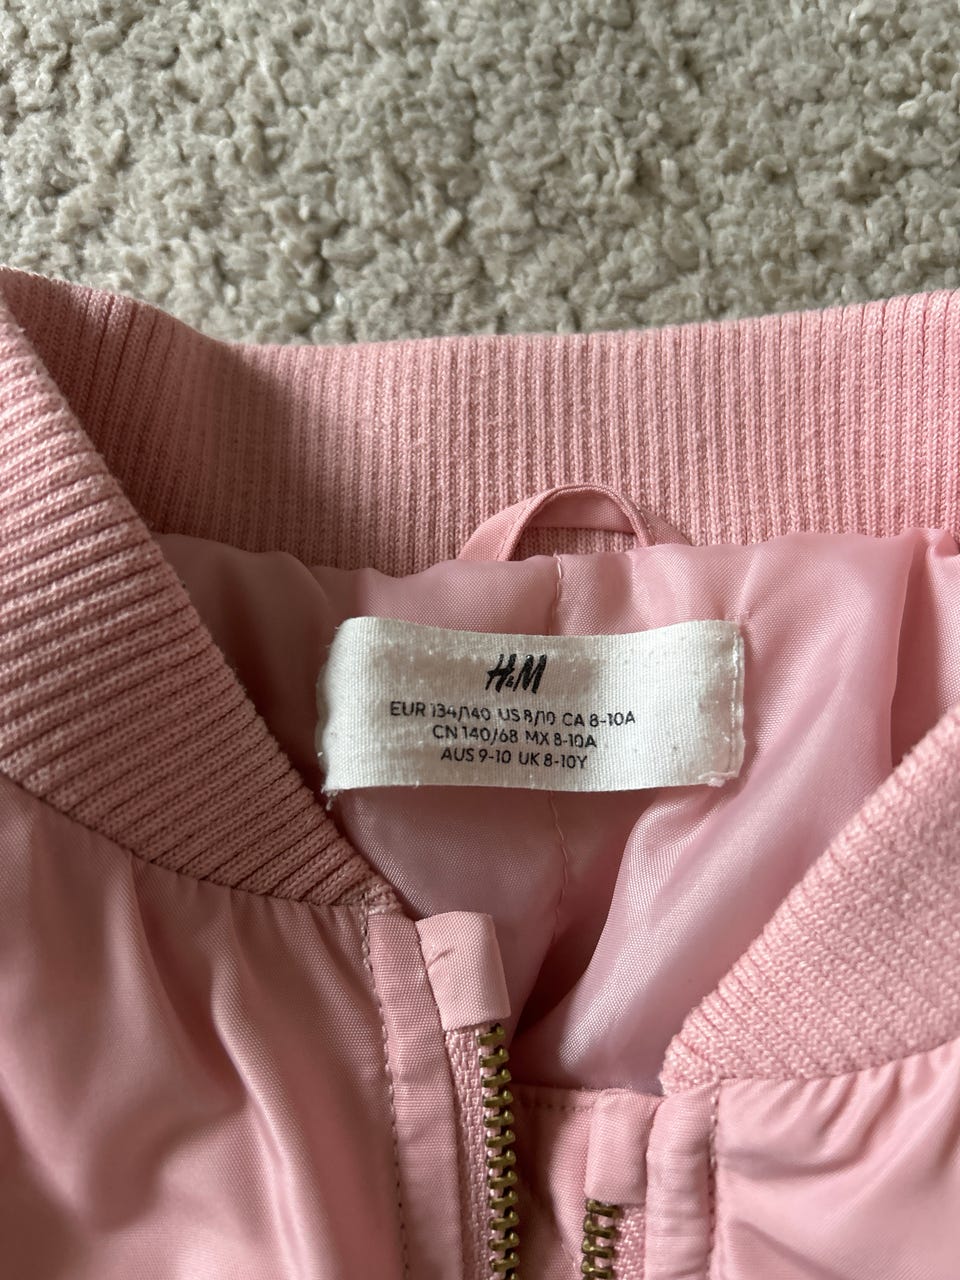 H&M
EUR 134/140 US 8/10 CA 8-10A
CN 140/68 MX 8-10A
AUS 9-10 UK 8-10Y